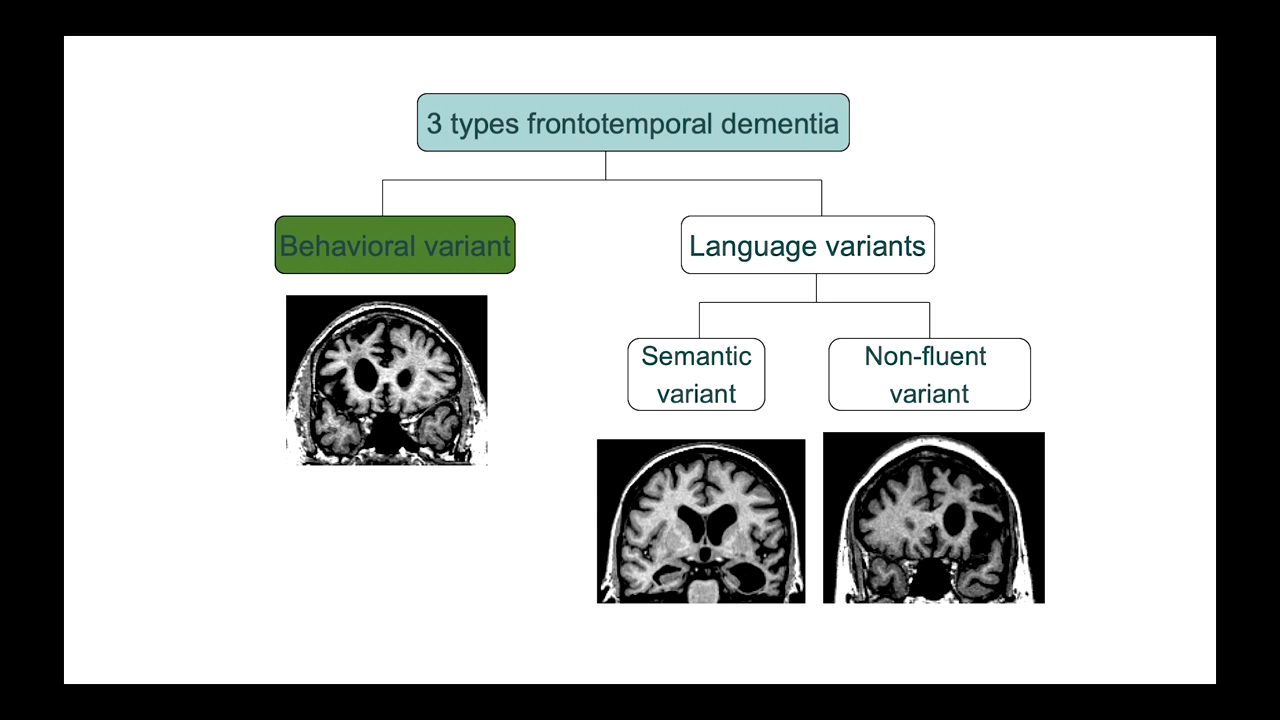 3 types frontotemporal dementia
Behavioral variant
Language variants
Semantic
variant
Non-fluent
variant